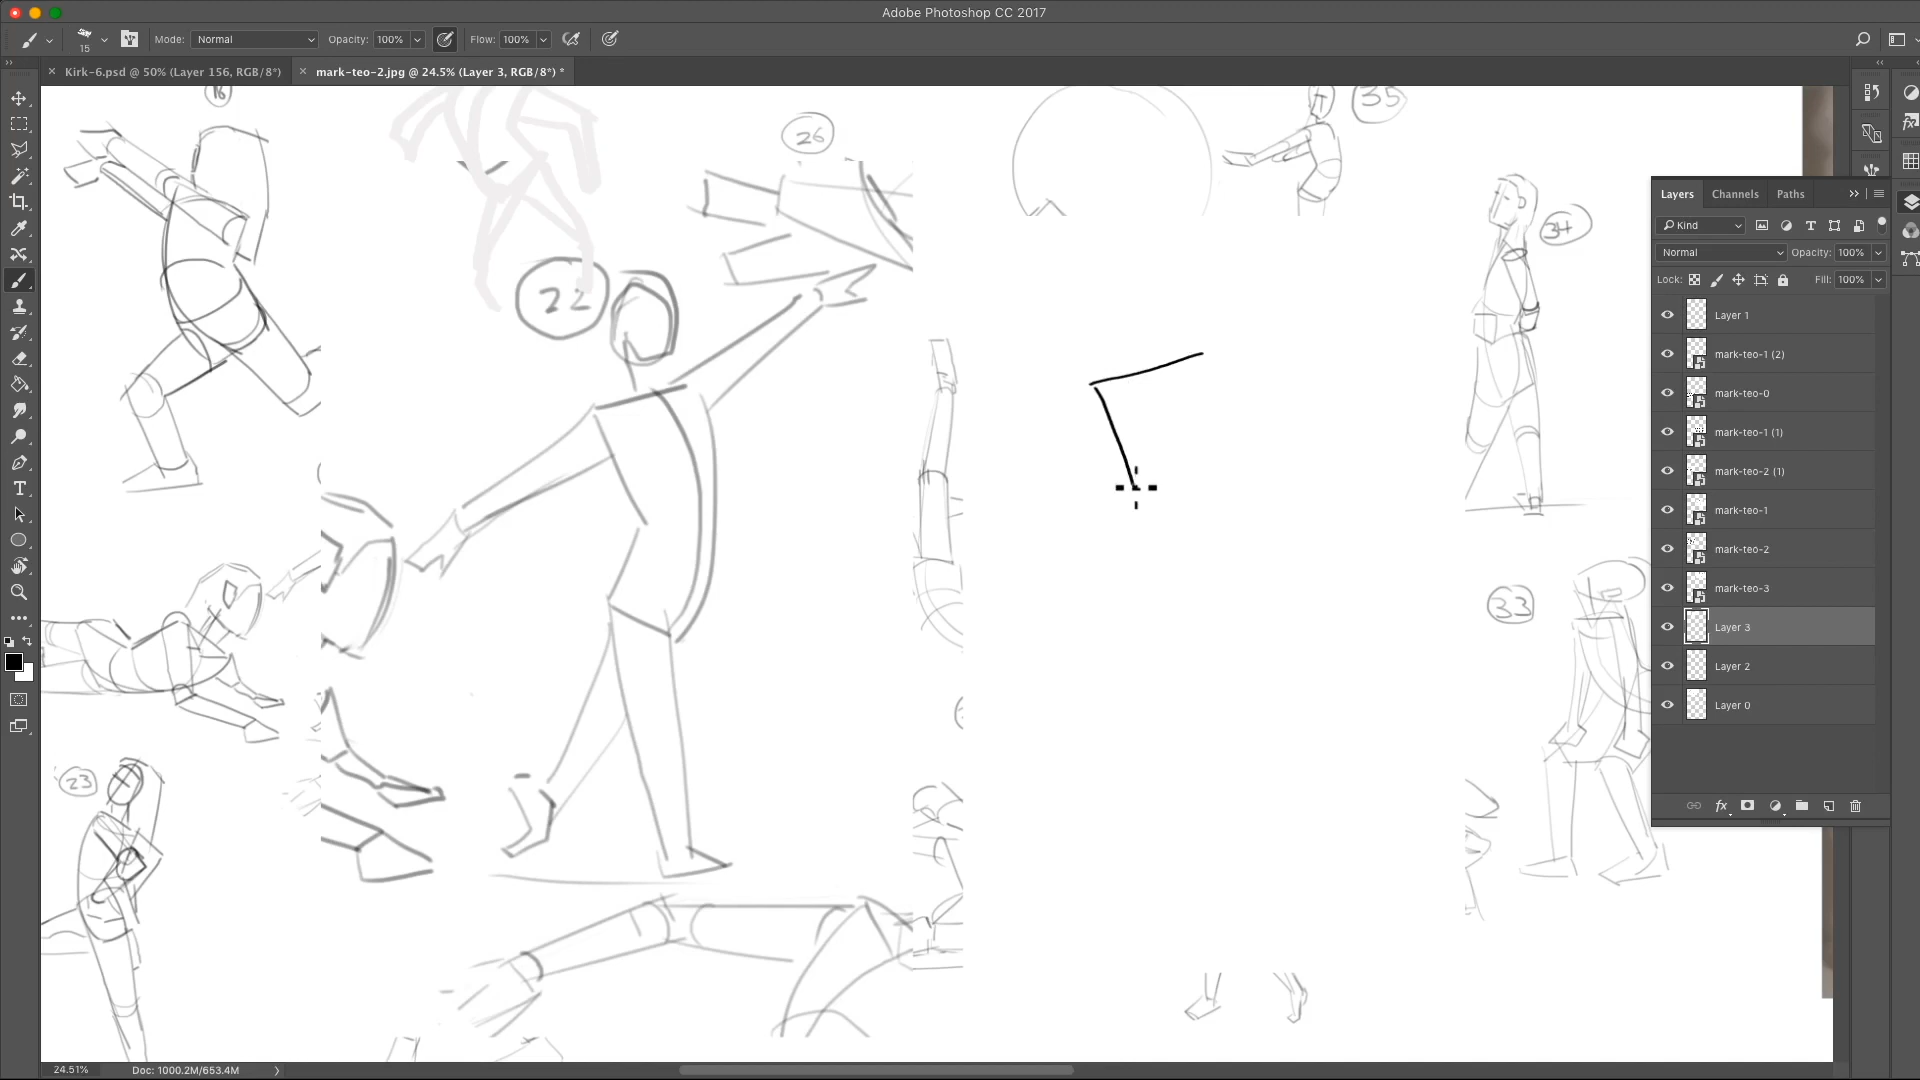 Adobe Photoshop CC 2017
15
Mode: Normal
Opacity: 100%
Flow: 100%
Kirk-6.psd @ 50% (Layer 156, RGB/8*)
mark-teo-2.jpg @ 24.5% (Layer 3, RGB/8*) *
26
35
34
22
33
23
Layers
Channels
Paths
Kind
Normal
Opacity: 100%
Lock:
Fill: 100%
Layer 1
mark-teo-1 (2)
mark-teo-0
mark-teo-1 (1)
mark-teo-2 (1)
mark-teo-1
mark-teo-2
mark-teo-3
Layer 3
Layer 2
Layer 0
fx
24.51%
Doc: 1000.2M/653.4M